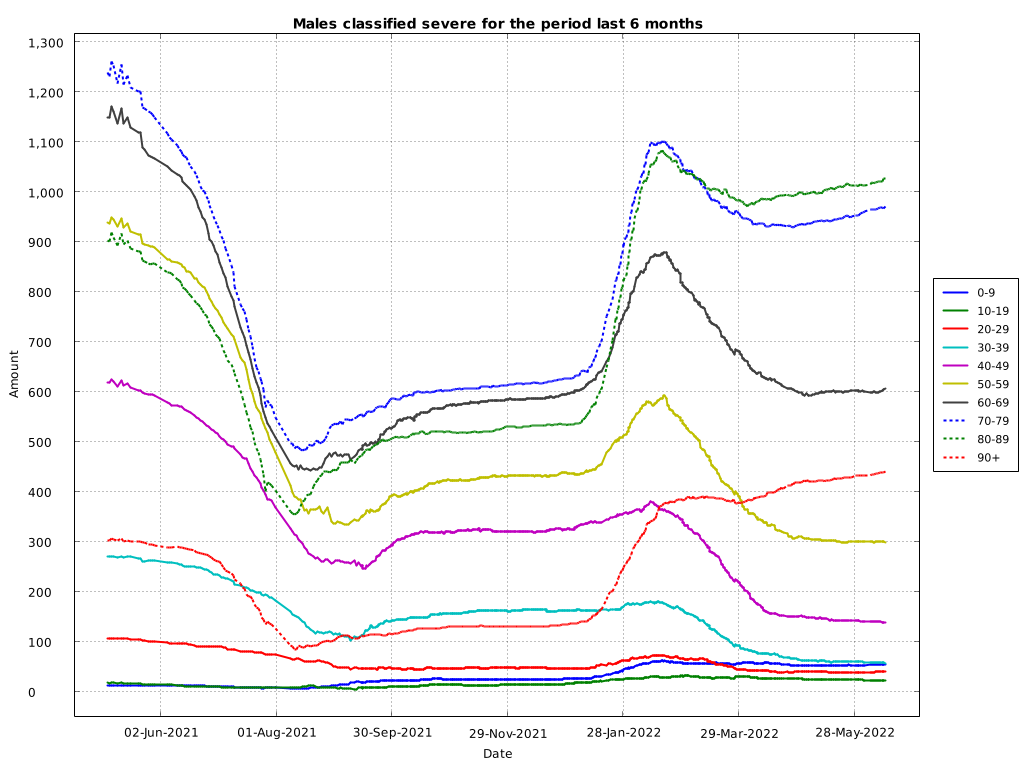 Males classified severe for the period last 6 months
1,300
1,200
1,100
1,000
900
800
700
600
500
400
300
200
100
0
Amount
02-Jun-2021
01-Aug-2021
30-Sep-2021
29-Nov-2021
28-Jan-2022
29-Mar-2022
28-May-2022
Date
0-9
10-19
20-29
30-39
40-49
50-59
60-69
70-79
80-89
90+